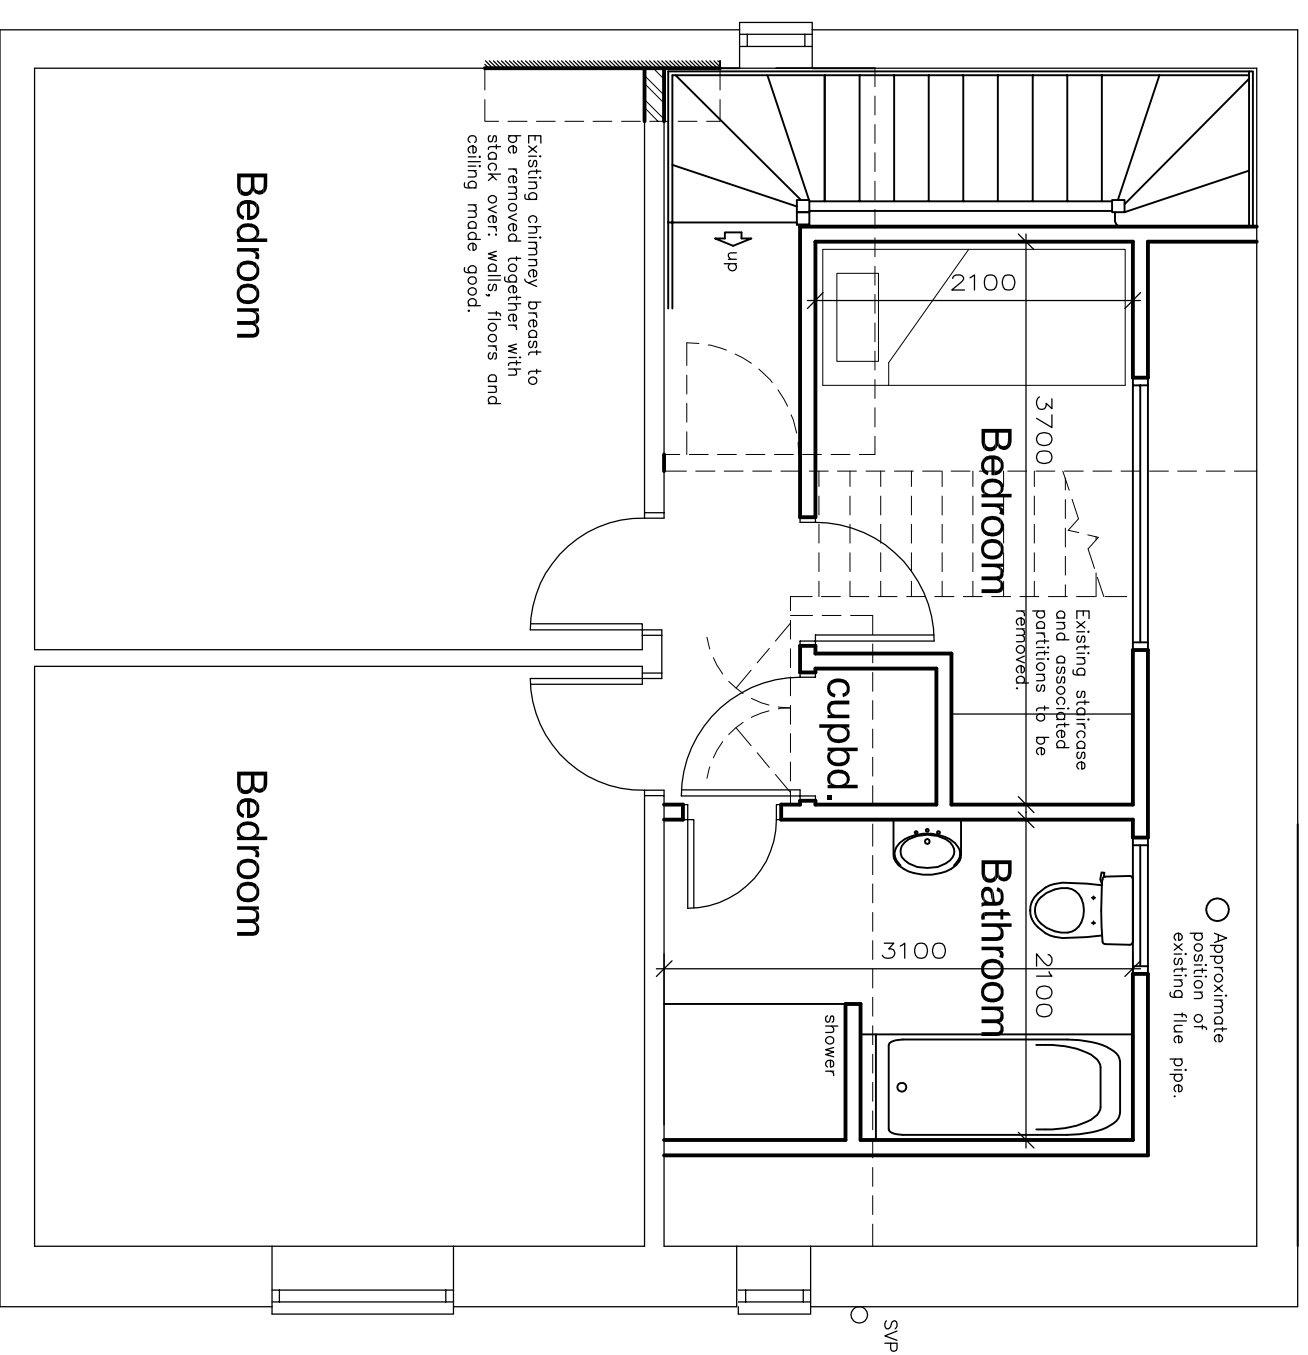 Existing chimney breast to
be removed together with
stack over: walls, floors and
ceiling made good.
Bedroom
up
2100
3700
Bedroom
Existing staircase
and associated
partitions to be
removed.
cupbd.
Bedroom
Approximate
position of
existing flue pipe.
Bathroom
3100
2100
shower
SVP